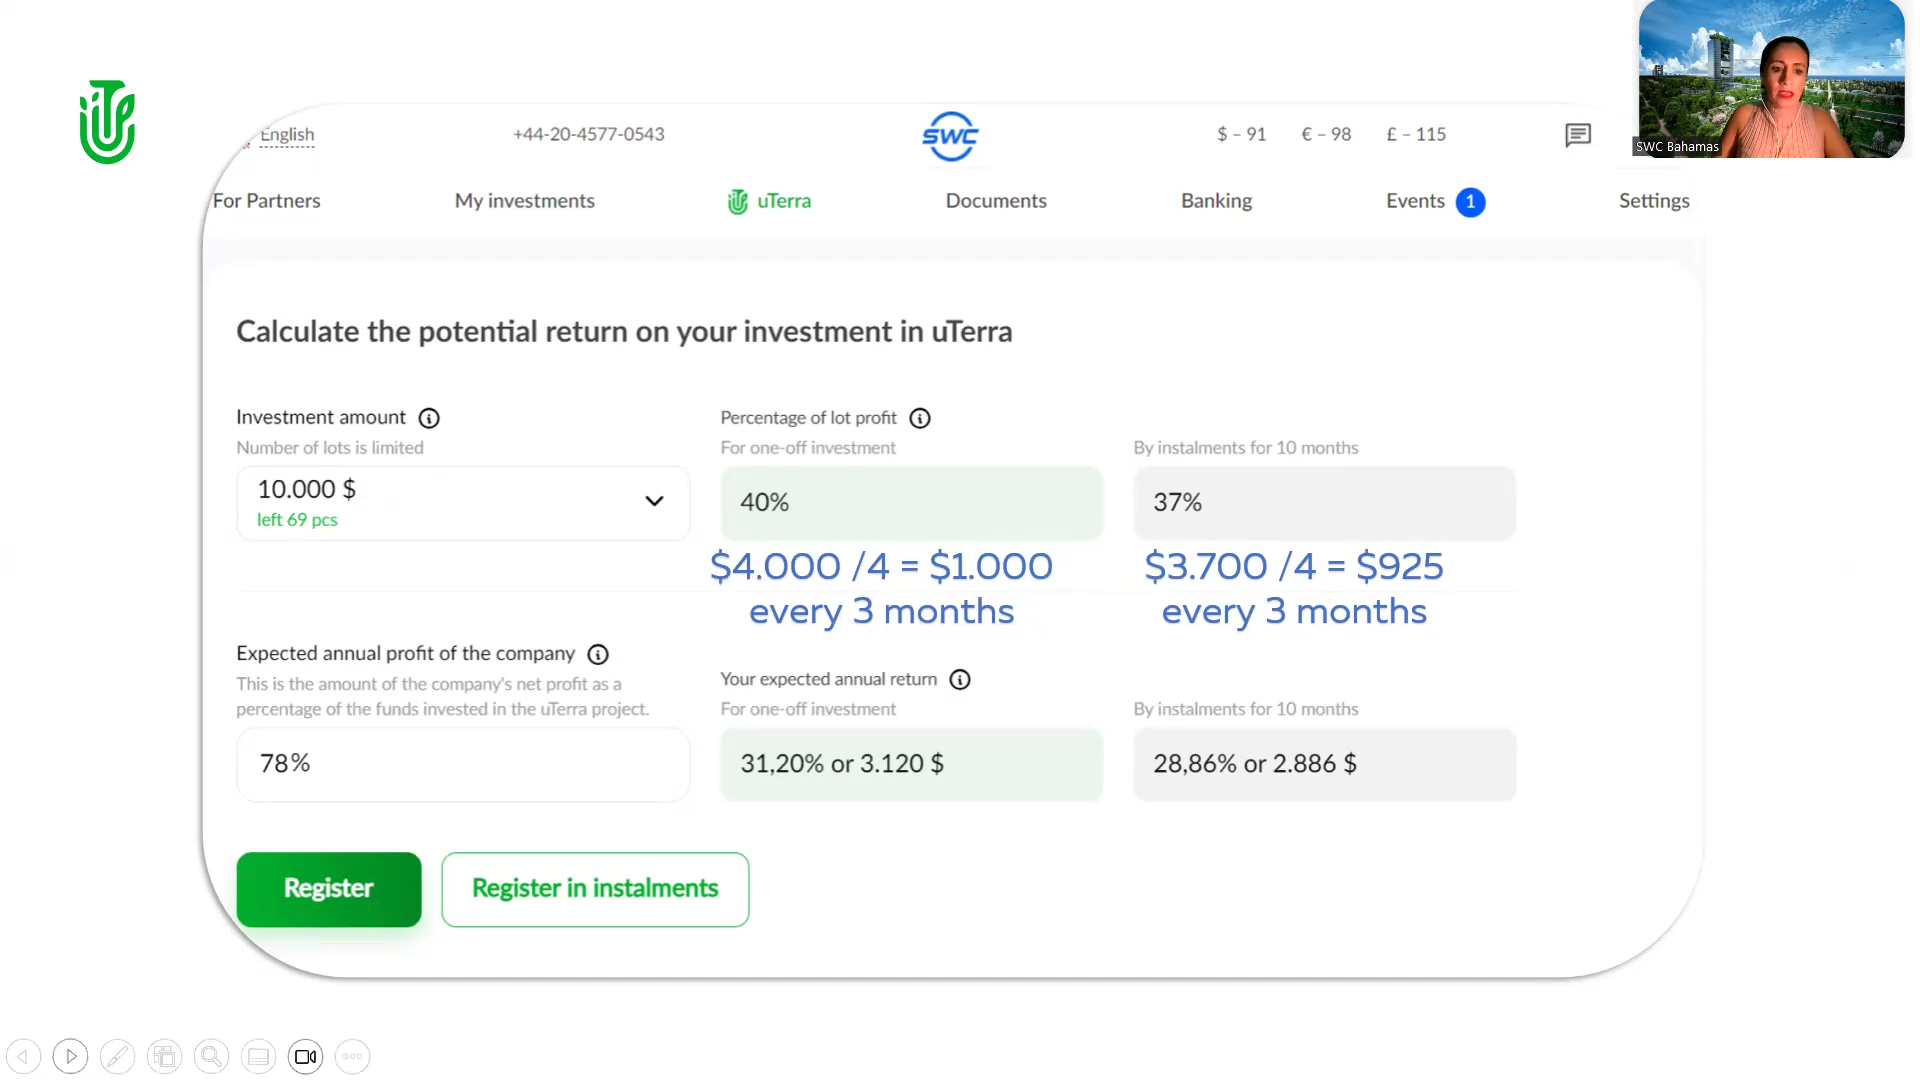 SWC Bahamas
English
+44-20-4577-0543
SWC
$ – 91 € – 98 £ – 115
For Partners
My investments
uTerra
Documents
Banking
Events 1
Settings
Calculate the potential return on your investment in uTerra
Investment amount
Number of lots is limited
10.000 $
left 69 pcs
Percentage of lot profit
For one-off investment
40%
By instalments for 10 months
37%
$4.000 /4 = $1.000
every 3 months
$3.700 /4 = $925
every 3 months
Expected annual profit of the company
This is the amount of the company's net profit as a
percentage of the funds invested in the uTerra project.
78%
Your expected annual return
For one-off investment
31,20% or 3.120 $
By instalments for 10 months
28,86% or 2.886 $
Register
Register in instalments